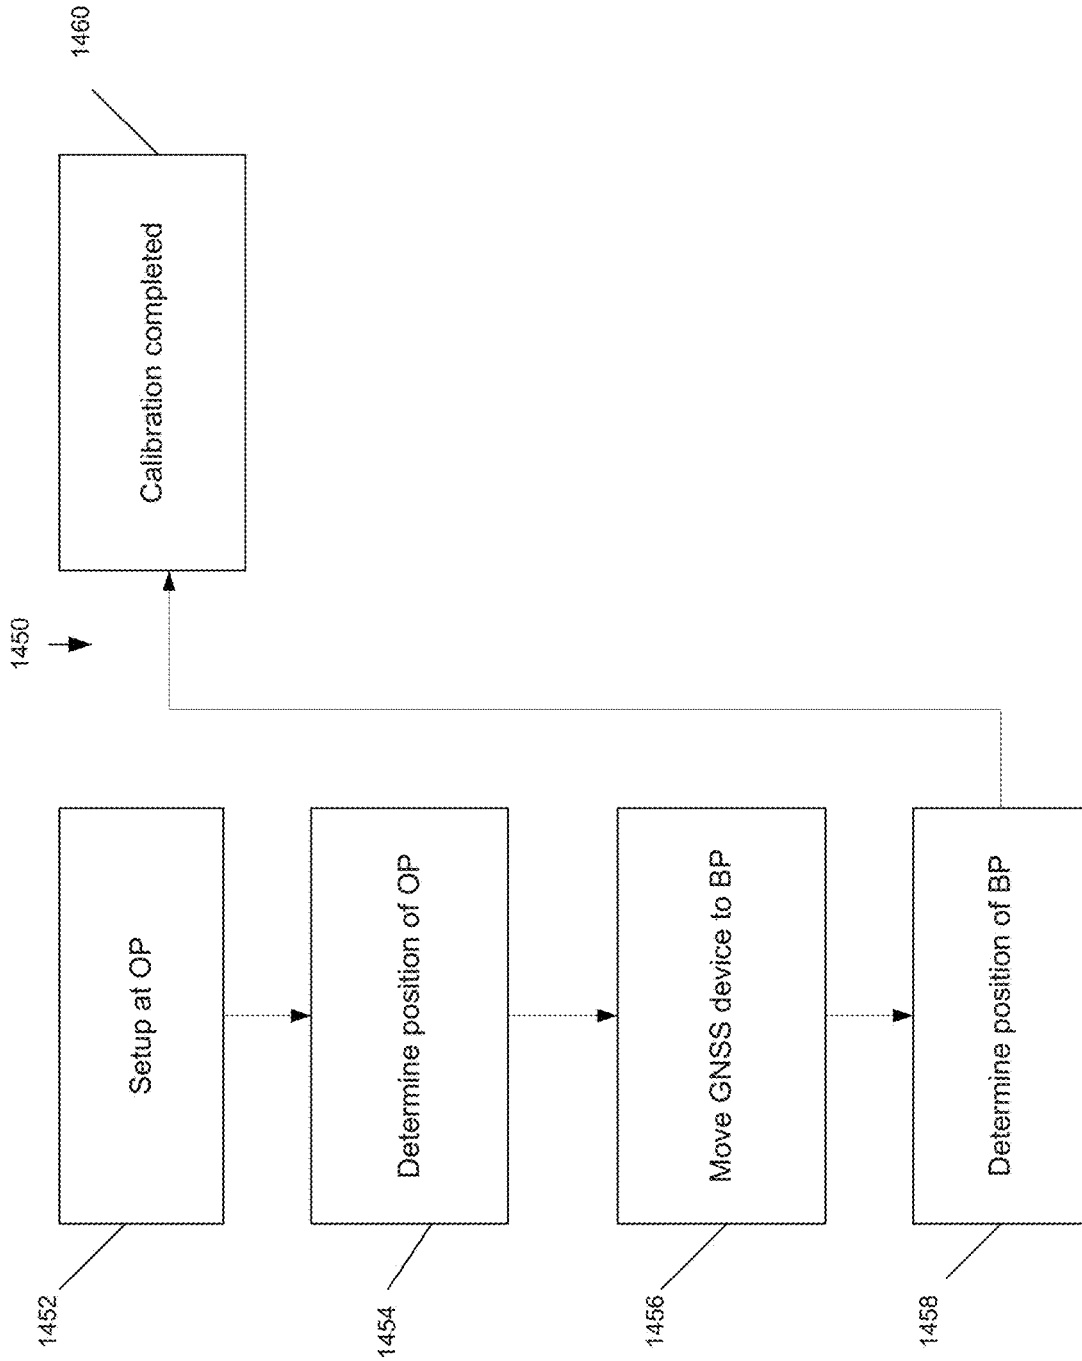 1450
1452
Setup at OP
1454
Determine position of OP
1456
Move GNSS device to BP
1458
Determine position of BP
1460
Calibration completed